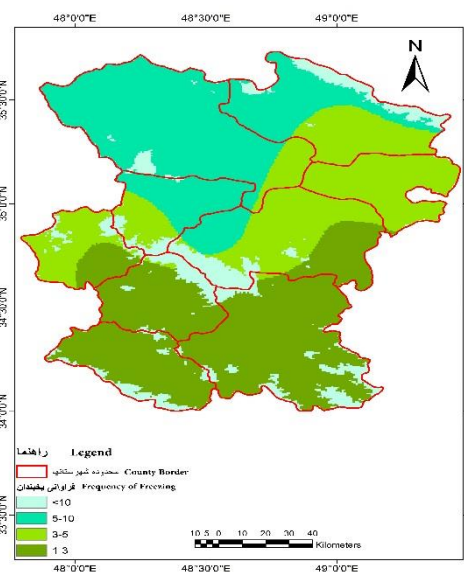 48°0'0"E 48°30'0"E 49°0'0"E
N
35°30'0"N
35°0'0"N
34°30'0"N
34°0'0"N
33°30'0"N
راهنما Legend
محدوده شهرستانها County Border
فراوانی یخبندان Frequency of Freezing
<10
5-10
3-5
1 3
10 5 0 10 20 30 40
Kilometers
48°0'0"E 48°30'0"E 49°0'0"E